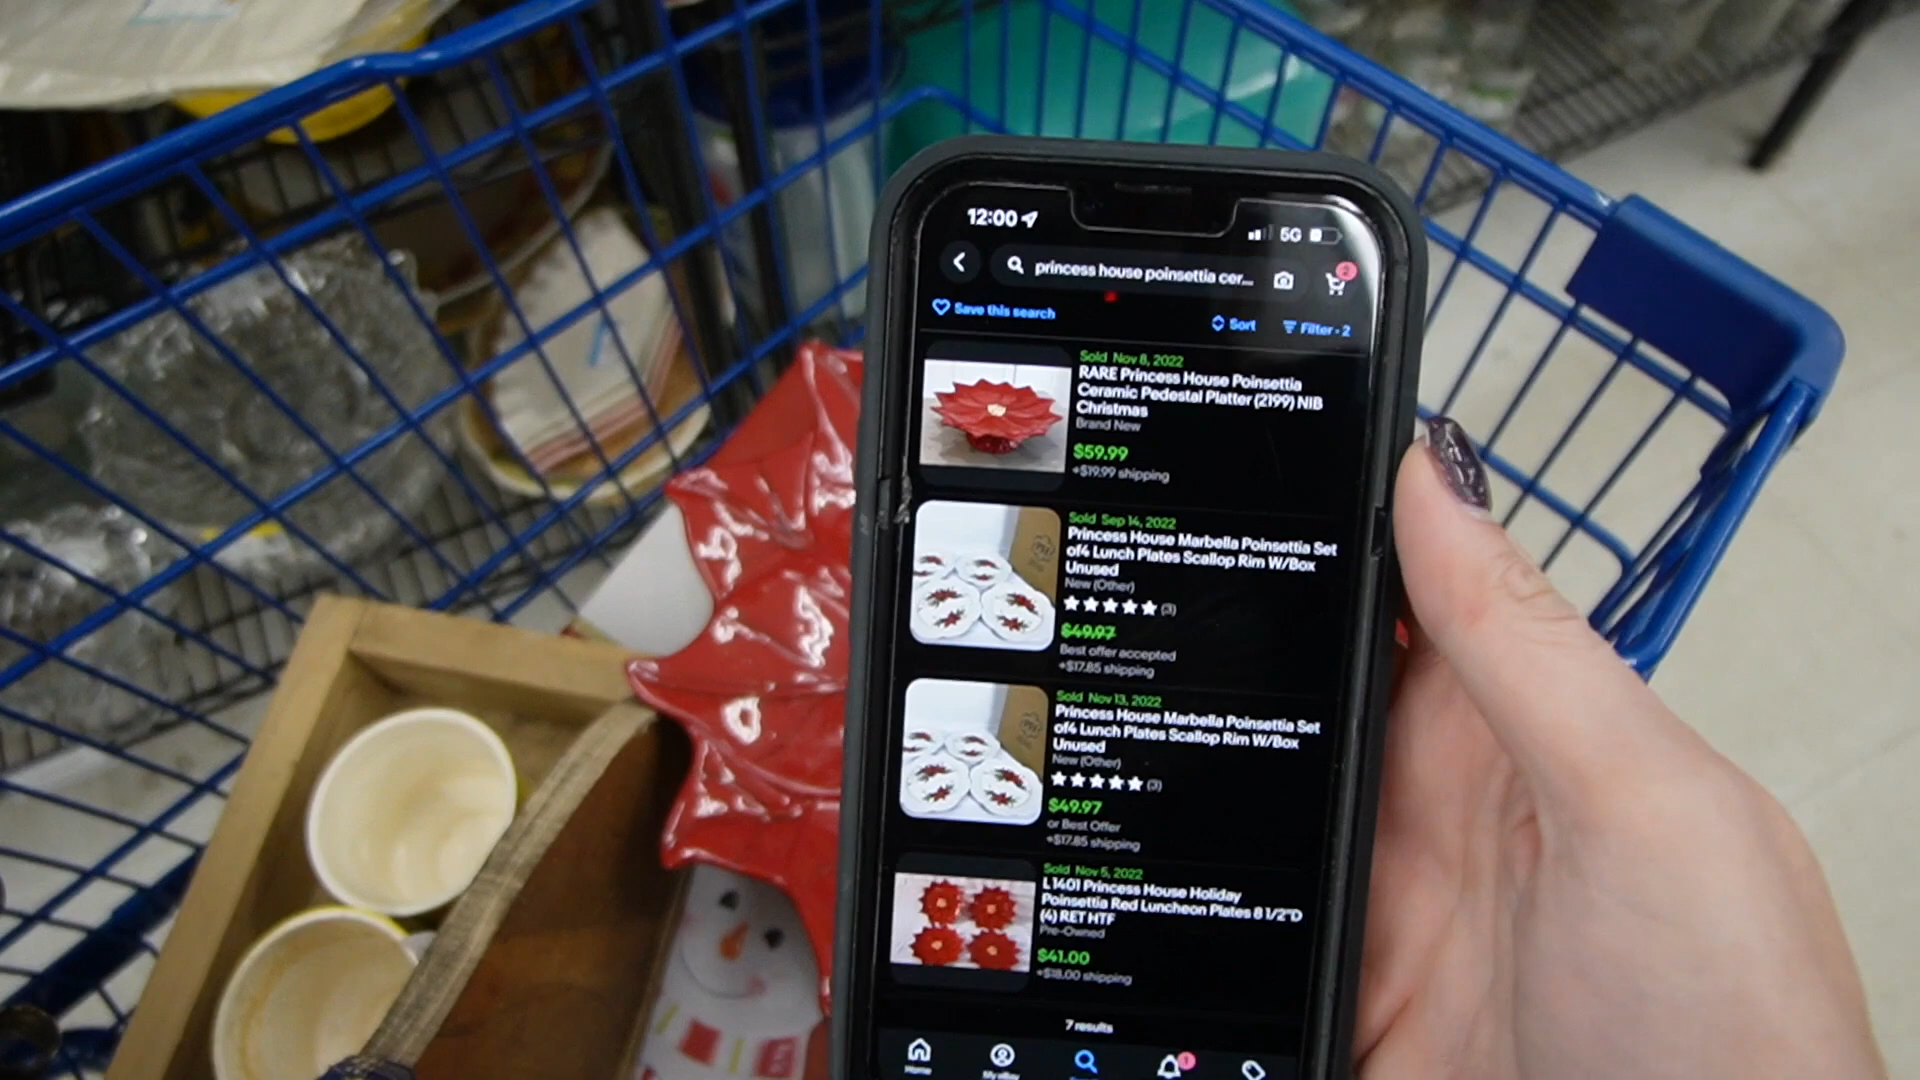 12:00
5G
princess house poinsettia cer...
2
Save this search
Sort
Filter • 2
Sold Nov 8, 2022
RARE Princess House Poinsettia
Ceramic Pedestal Platter (2199) NIB
Christmas
Brand New
$59.99
+$19.99 shipping
Sold Sep 14, 2022
Princess House Marbella Poinsettia Set
of4 Lunch Plates Scallop Rim W/Box
Unused
New (Other)
(3)
$49.97
Best offer accepted
+$17.85 shipping
Sold Nov 13, 2022
Princess House Marbella Poinsettia Set
of4 Lunch Plates Scallop Rim W/Box
Unused
New (Other)
(3)
$49.97
or Best Offer
+$17.85 shipping
Sold Nov 5, 2022
L1401 Princess House Holiday
Poinsettia Red Luncheon Plates 8 1/2"D
(4) RET HTF
Pre-Owned
$41.00
+$18.00 shipping
7 results
1
Home
My eBay